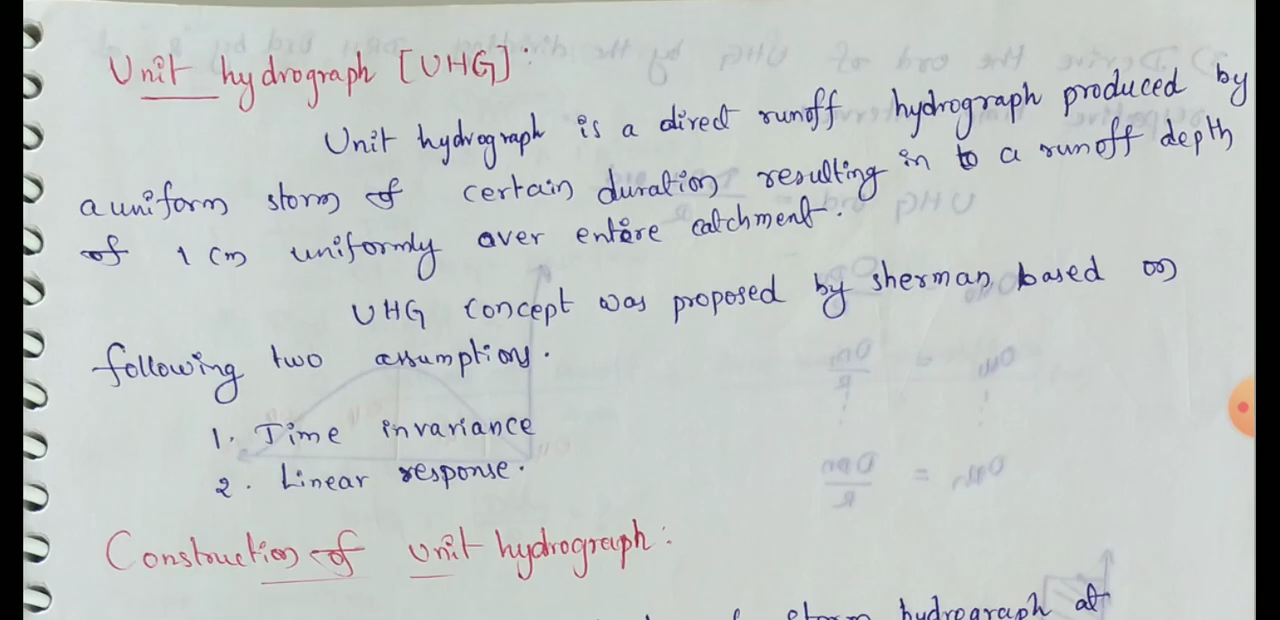 Unit hydrograph [UHG]:
Unit hydrograph is a direct runoff hydrograph produced by
a uniform storm of certain duration resulting in to a runoff depth
of 1 cm uniformly over entire catchment.
UHG concept was proposed by sherman based on
following two assumptions.
1. Time invariance
2. Linear response.
Construction of unit hydrograph:
storm hydrograph at